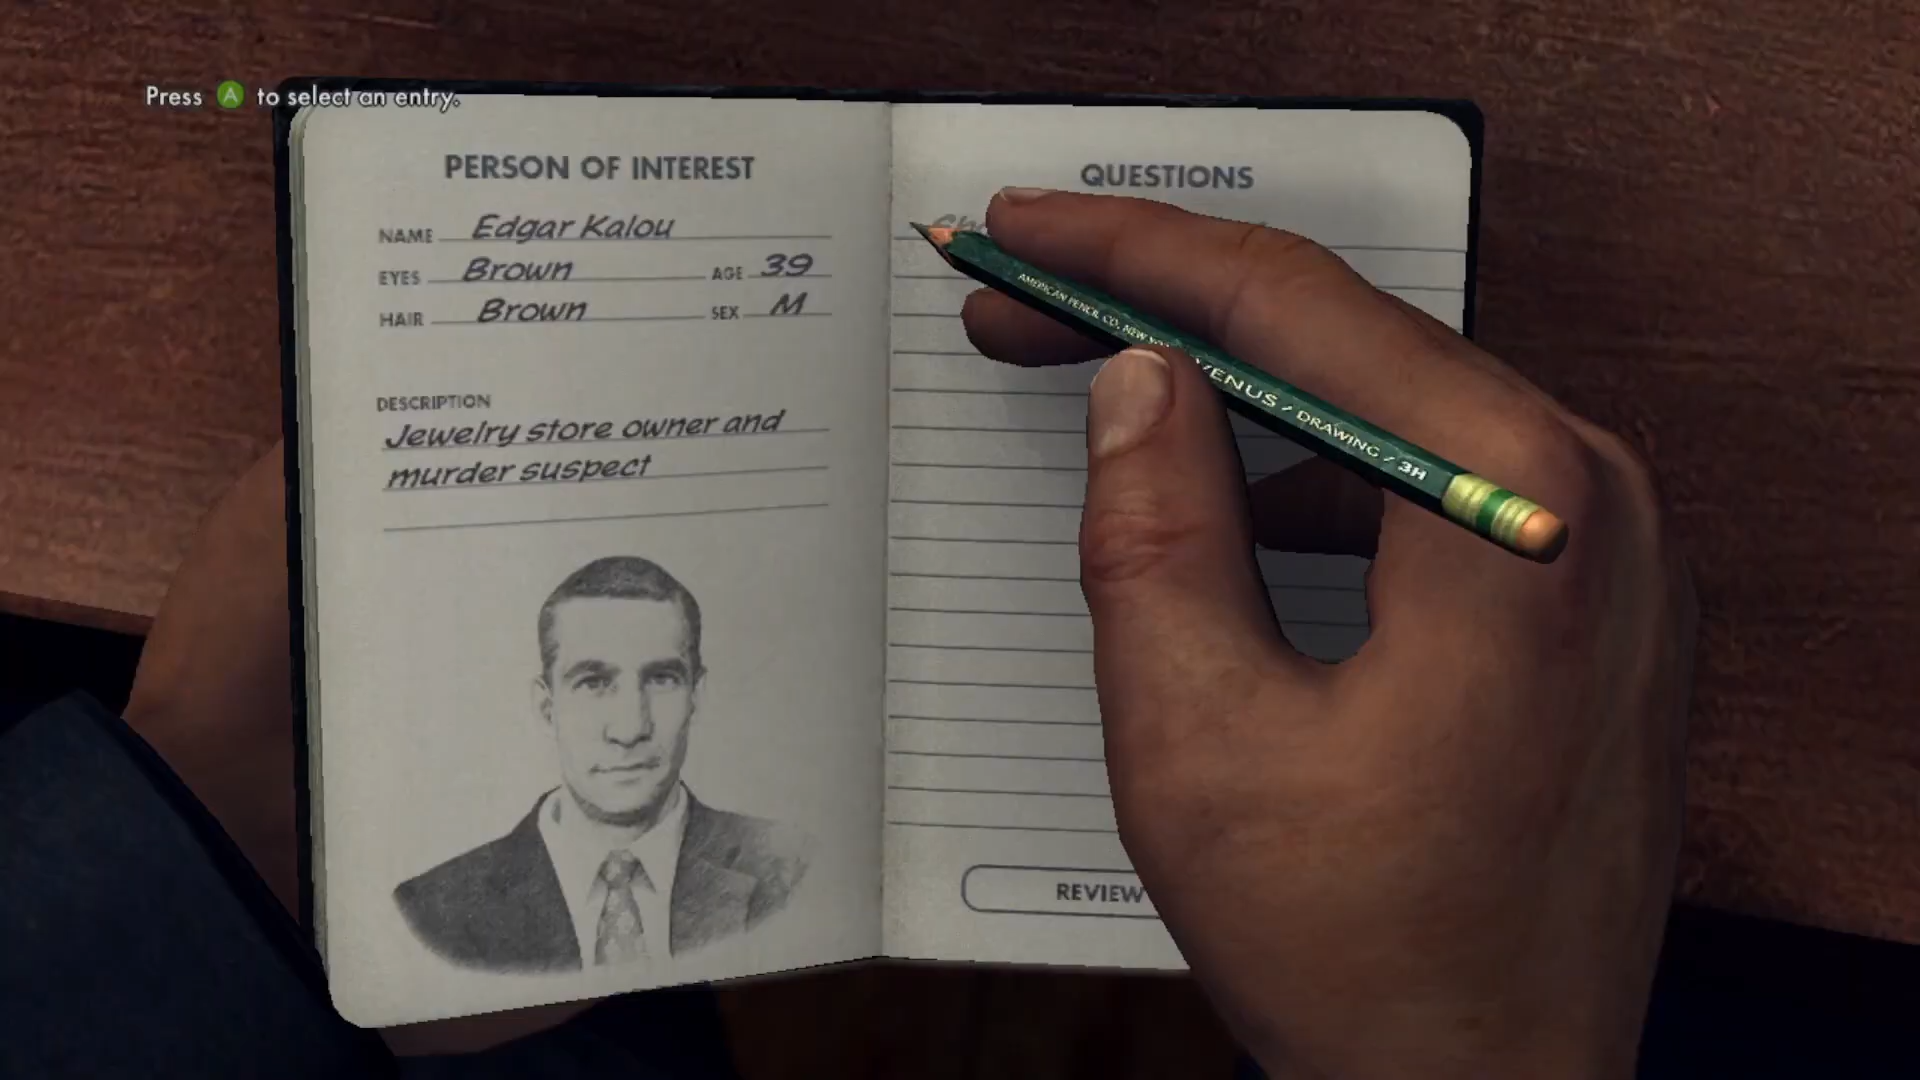 Press A to select an entry.
PERSON OF INTEREST
NAME Edgar Kalou
EYES Brown AGE 39
HAIR Brown SEX M
DESCRIPTION
Jewelry store owner and
murder suspect
QUESTIONS
AMERICAN PENCIL CO. NEW
VENUS / DRAWING / 3H
REVIEW